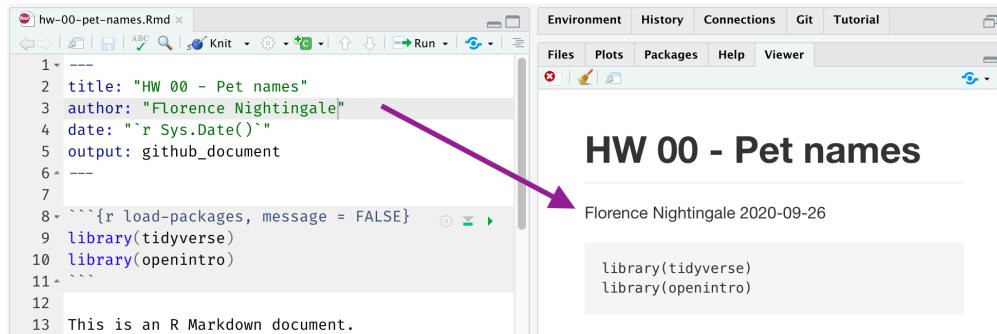 hw-00-pet-names.Rmd
ABC Knit Run
1 ---
2 title: "HW 00 - Pet names"
3 author: "Florence Nightingale"
4 date: "`r Sys.Date()`"
5 output: github_document
6 ---
7
8 ```{r load-packages, message = FALSE}
9 library(tidyverse)
10 library(openintro)
11 ```
12
13 This is an R Markdown document.
Environment History Connections Git Tutorial
Files Plots Packages Help Viewer
HW 00 - Pet names
Florence Nightingale 2020-09-26
library(tidyverse)
library(openintro)